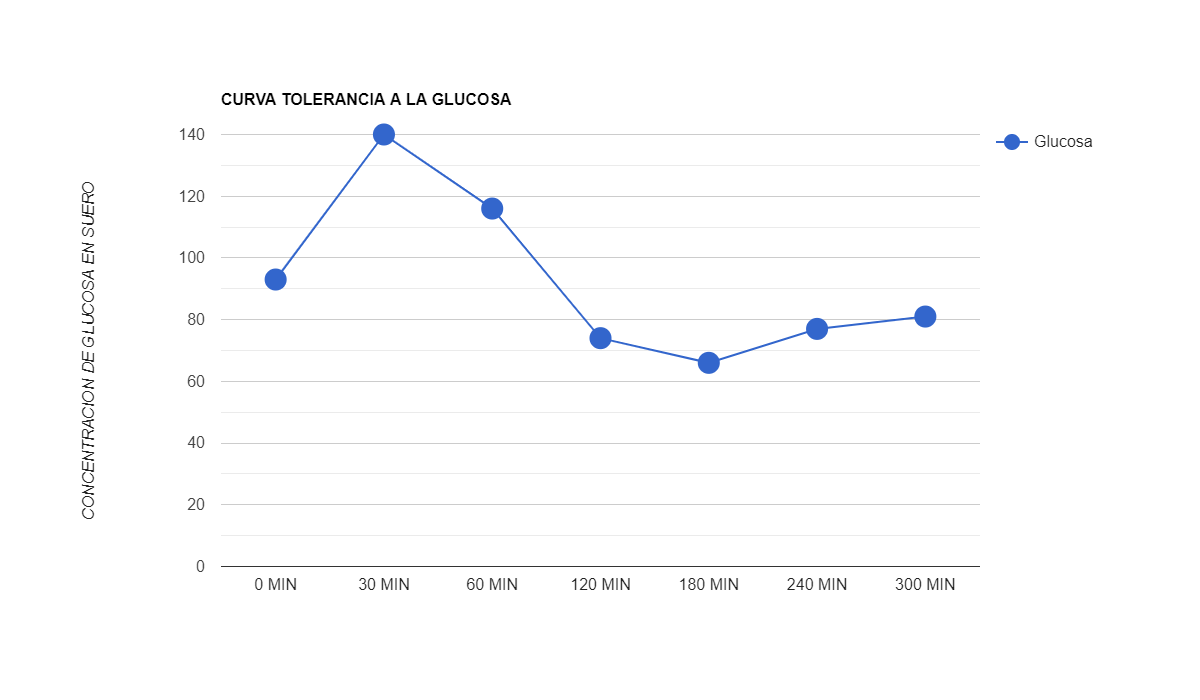 CURVA TOLERANCIA A LA GLUCOSA
Glucosa
CONCENTRACION DE GLUCOSA EN SUERO
140
120
100
80
60
40
20
0
0 MIN 30 MIN 60 MIN 120 MIN 180 MIN 240 MIN 300 MIN